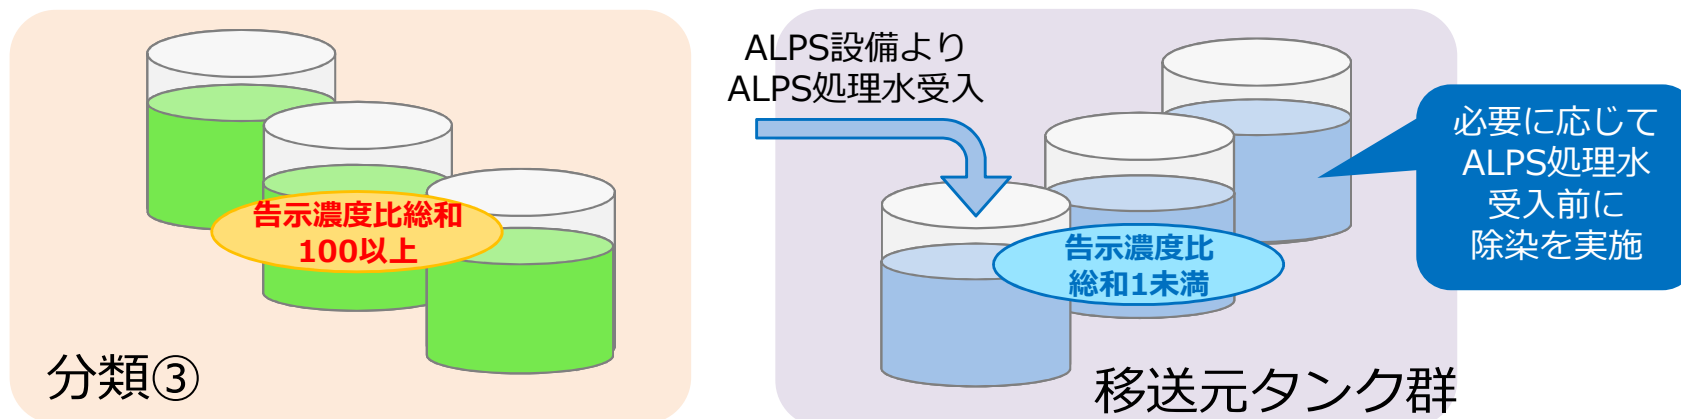 告示濃度比総和
100以上
分類③
ALPS設備より
ALPS処理水受入
告示濃度比
総和1未満
移送元タンク群
必要に応じて
ALPS処理水
受入前に
除染を実施